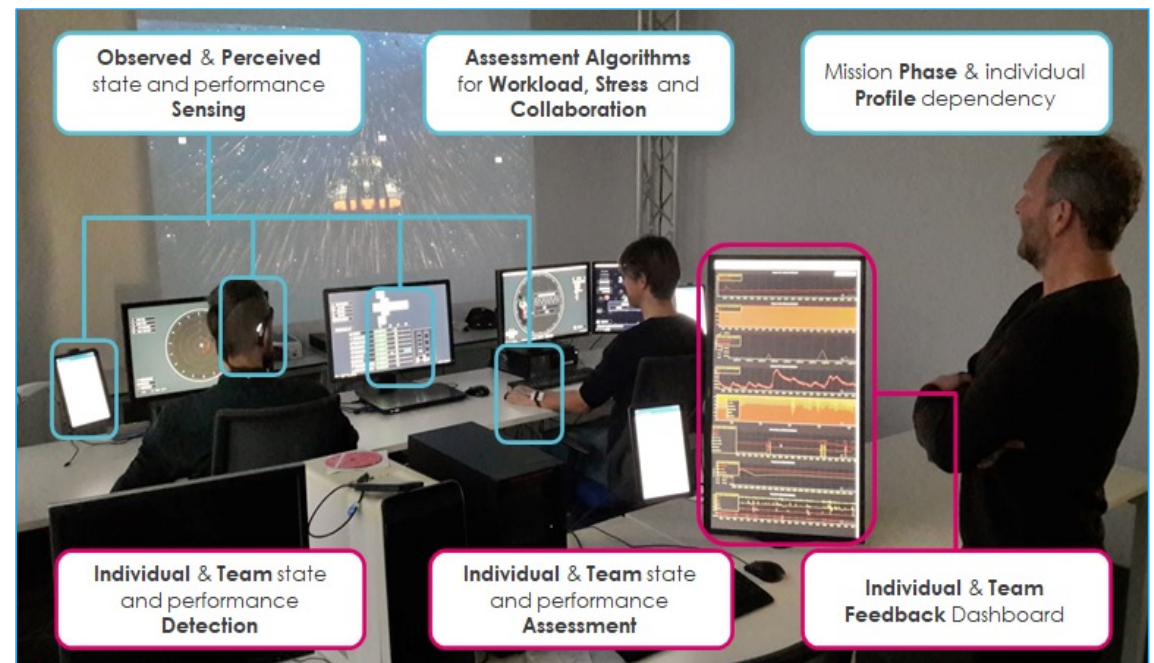 Observed & Perceived
state and performance
Sensing
Assessment Algorithms
for Workload, Stress and
Collaboration
Mission Phase & individual
Profile dependency
Individual & Team state
and performance
Detection
Individual & Team state
and performance
Assessment
Individual & Team
Feedback Dashboard